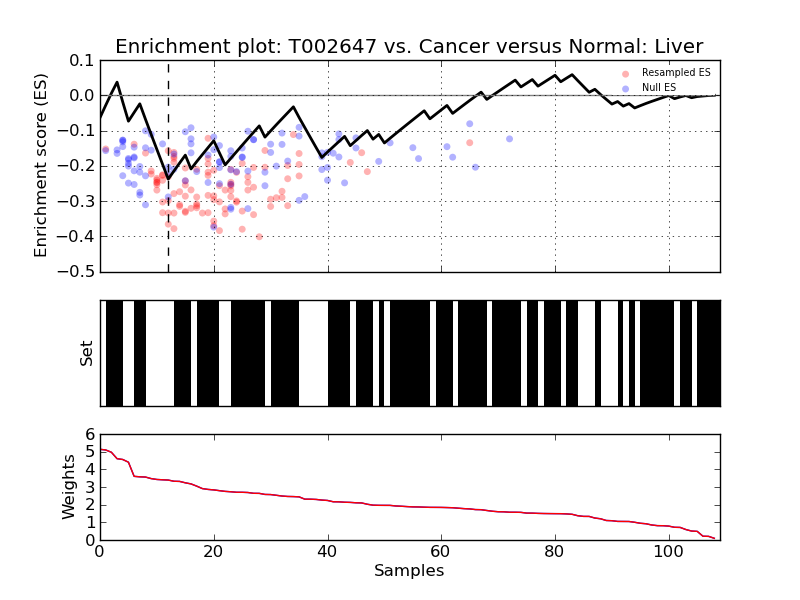 Enrichment plot: T002647 vs. Cancer versus Normal: Liver
Enrichment score (ES)
0.1
0.0
−0.1
−0.2
−0.3
−0.4
−0.5
Resampled ES
Null ES
Set
Weights
6
5
4
3
2
1
0
0 20 40 60 80 100
Samples